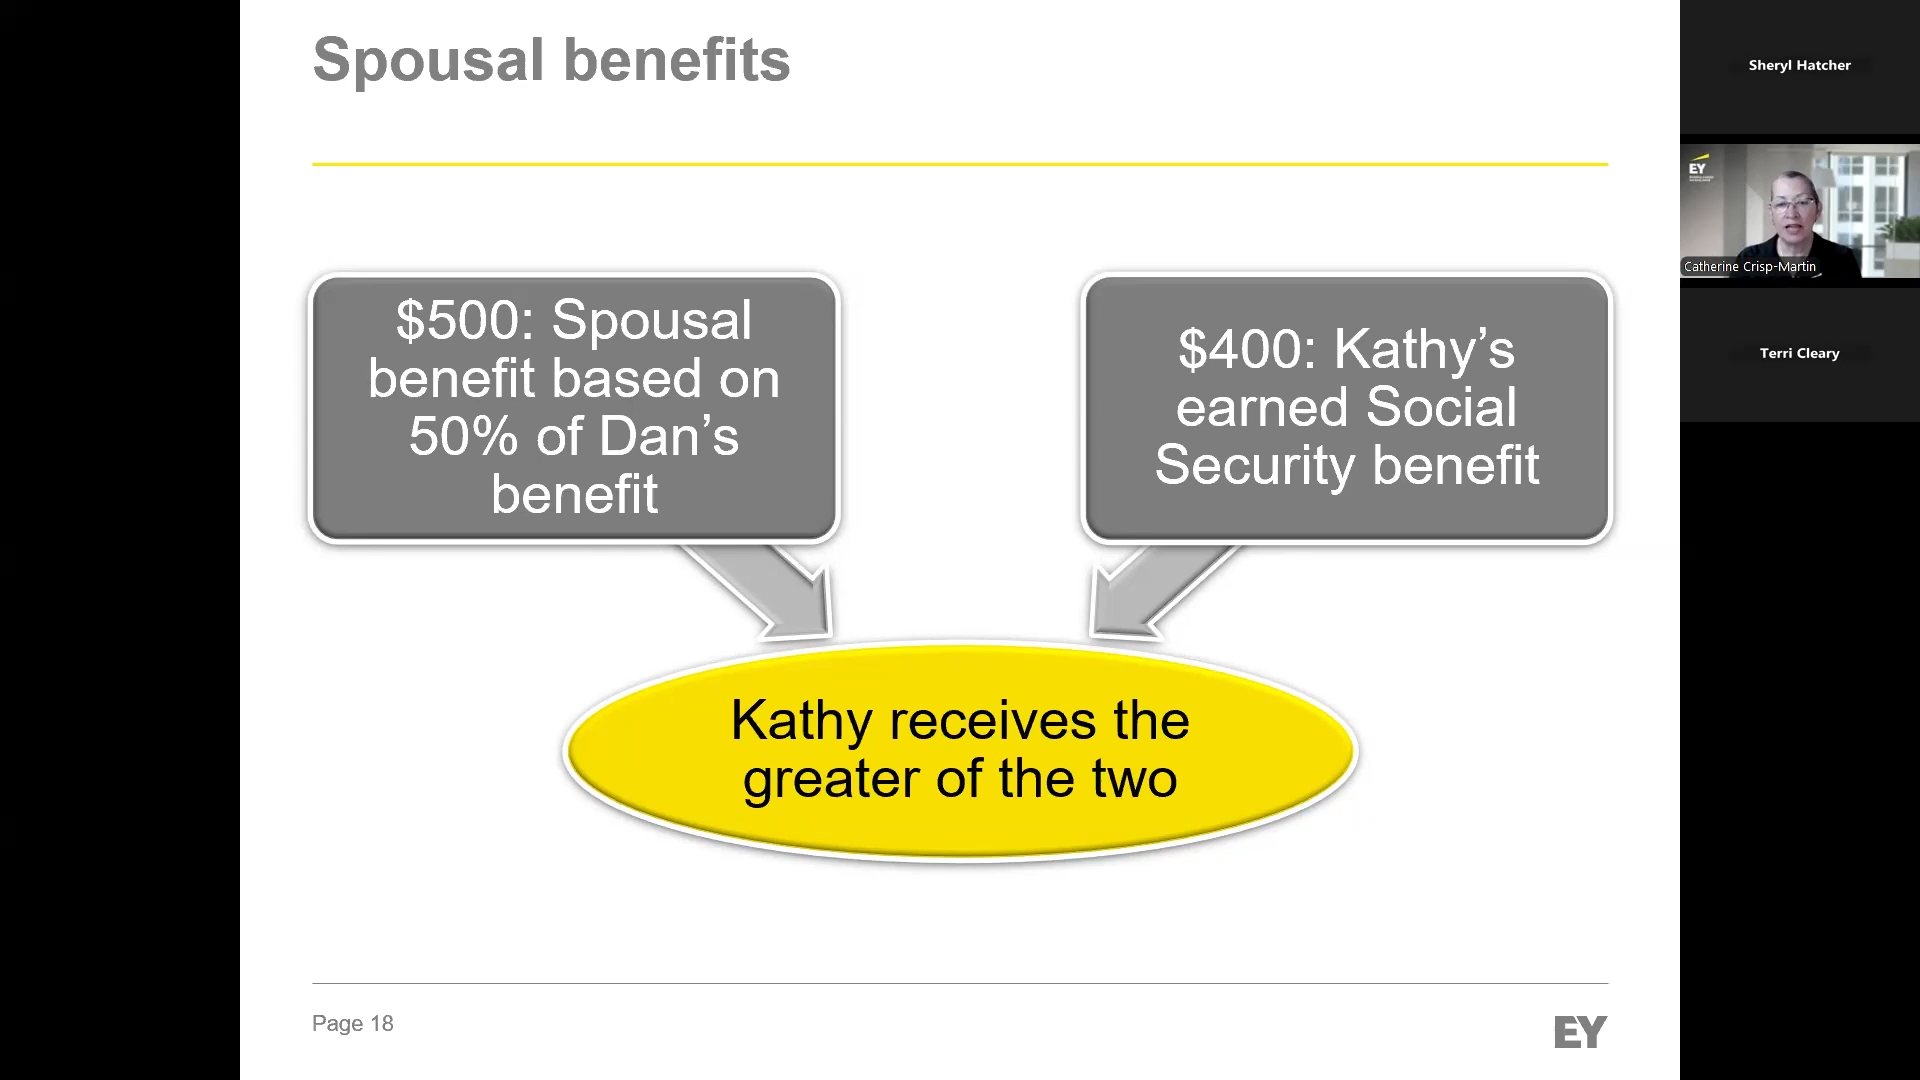 Spousal benefits
$500: Spousal
benefit based on
50% of Dan’s
benefit
$400: Kathy’s
earned Social
Security benefit
Kathy receives the
greater of the two
Page 18
EY
Sheryl Hatcher
EY
Catherine Crisp-Martin
Terri Cleary